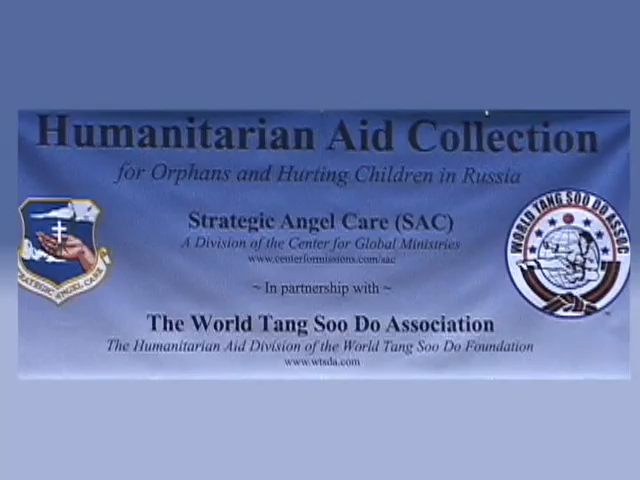 Humanitarian Aid Collection
for Orphans and Hurting Children in Russia
Strategic Angel Care (SAC)
A Division of the Center for Global Ministries
www.centerformissions.com/sac
~ In partnership with ~
The World Tang Soo Do Association
The Humanitarian Aid Division of the World Tang Soo Do Foundation
www.wtsda.com
STRATEGIC ANGEL CARE
WORLD TANG SOO DO ASSOC